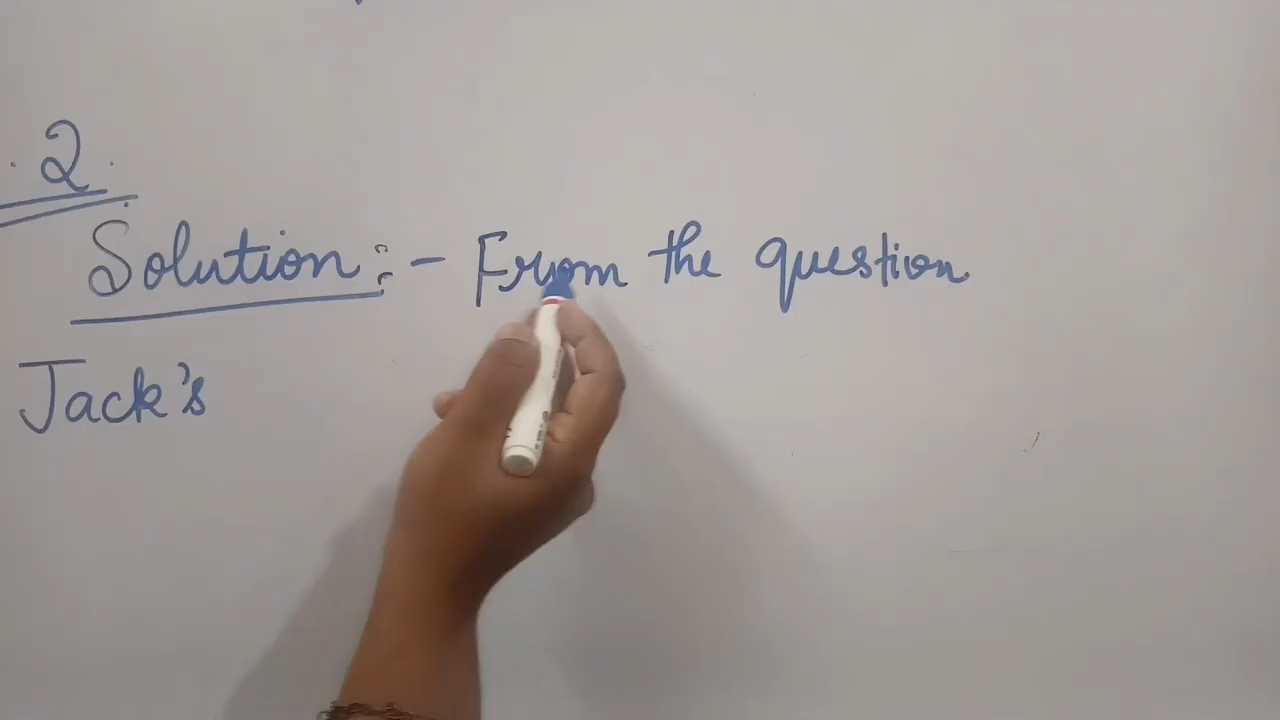 . 2 .
Solution :- From the question
Jack's